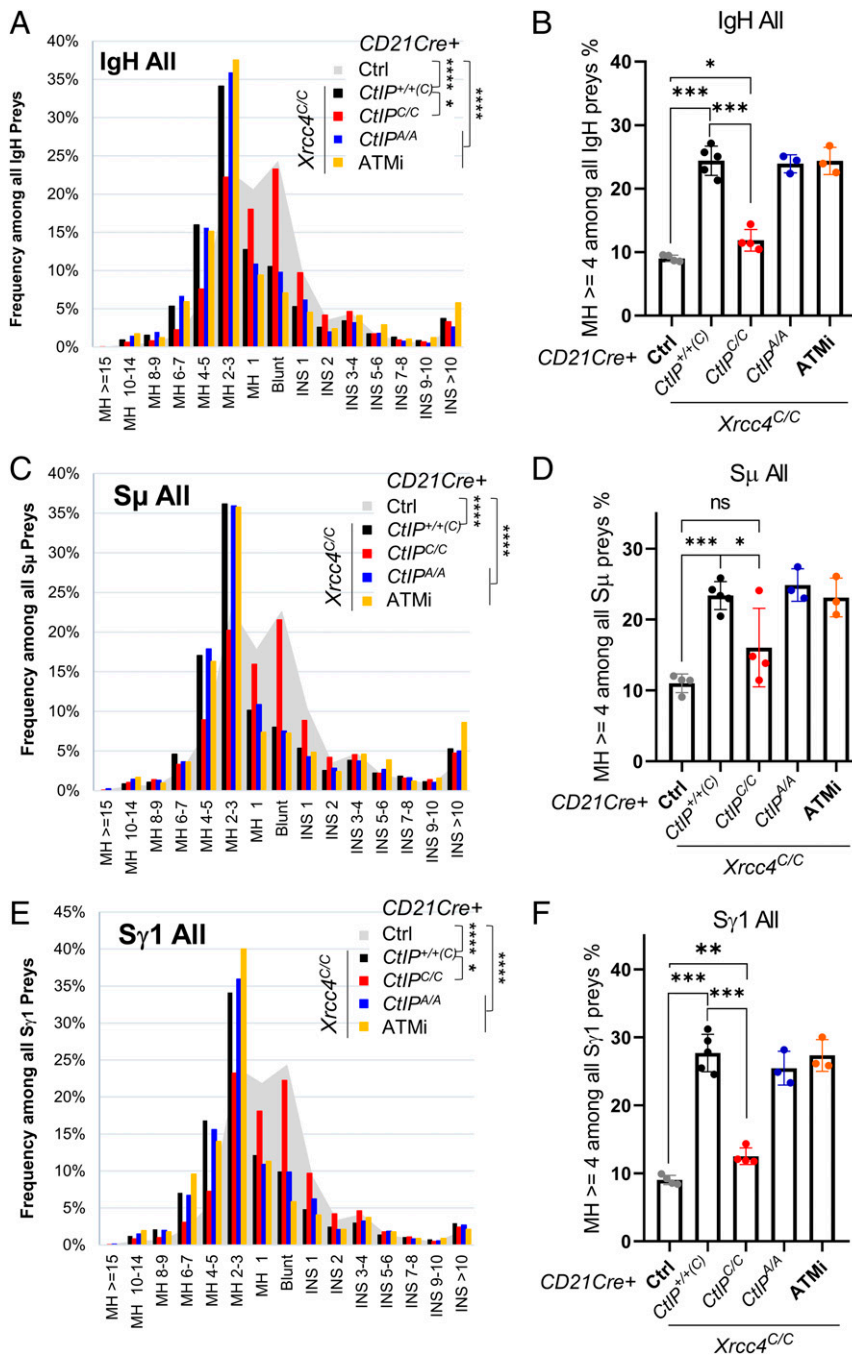 A
IgH All
CD21Cre+
Ctrl
CtIP+/+(C)
CtIPC/C
CtIPA/A
ATMi
Xrcc4C/C
****
*
****
Frequency among all IgH Preys
40%
35%
30%
25%
20%
15%
10%
5%
0%
MH >=15
MH 10-14
MH 8-9
MH 6-7
MH 4-5
MH 2-3
MH 1
Blunt
INS 1
INS 2
INS 3-4
INS 5-6
INS 7-8
INS 9-10
INS >10
B
IgH All
MH >= 4 among all IgH preys %
40
30
20
10
0
*
***
***
CD21Cre+
Ctrl
CtIP+/+(C)
CtIPC/C
CtIPA/A
ATMi
Xrcc4C/C
C
Sμ All
CD21Cre+
Ctrl
CtIP+/+(C)
CtIPC/C
CtIPA/A
ATMi
Xrcc4C/C
****
****
Frequency among all Sμ Preys
40%
35%
30%
25%
20%
15%
10%
5%
0%
MH >=15
MH 10-14
MH 8-9
MH 6-7
MH 4-5
MH 2-3
MH 1
Blunt
INS 1
INS 2
INS 3-4
INS 5-6
INS 7-8
INS 9-10
INS >10
D
Sμ All
MH >= 4 among all Sμ preys %
40
30
20
10
0
ns
***
*
CD21Cre+
Ctrl
CtIP+/+(C)
CtIPC/C
CtIPA/A
ATMi
Xrcc4C/C
E
Sγ1 All
CD21Cre+
Ctrl
CtIP+/+(C)
CtIPC/C
CtIPA/A
ATMi
Xrcc4C/C
****
*
****
Frequency among all Sγ1 Preys
45%
40%
35%
30%
25%
20%
15%
10%
5%
0%
MH >=15
MH 10-14
MH 8-9
MH 6-7
MH 4-5
MH 2-3
MH 1
Blunt
INS 1
INS 2
INS 3-4
INS 5-6
INS 7-8
INS 9-10
INS >10
F
Sγ1 All
MH >= 4 among all Sγ1 preys %
40
30
20
10
0
**
***
***
CD21Cre+
Ctrl
CtIP+/+(C)
CtIPC/C
CtIPA/A
ATMi
Xrcc4C/C